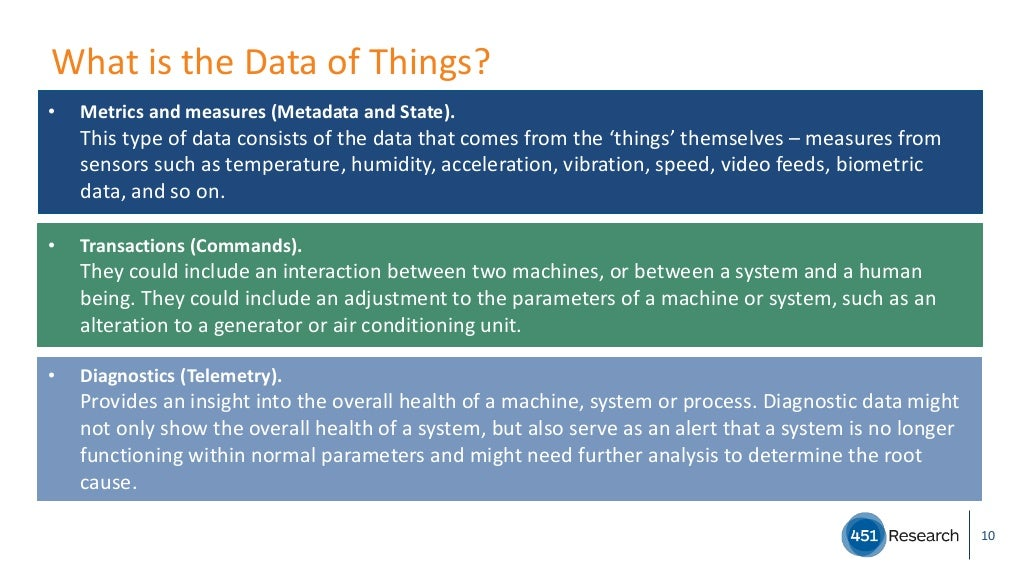 What is the Data of Things?
• Metrics and measures (Metadata and State).
This type of data consists of the data that comes from the ‘things’ themselves – measures from
sensors such as temperature, humidity, acceleration, vibration, speed, video feeds, biometric
data, and so on.
• Transactions (Commands).
They could include an interaction between two machines, or between a system and a human
being. They could include an adjustment to the parameters of a machine or system, such as an
alteration to a generator or air conditioning unit.
• Diagnostics (Telemetry).
Provides an insight into the overall health of a machine, system or process. Diagnostic data might
not only show the overall health of a system, but also serve as an alert that a system is no longer
functioning within normal parameters and might need further analysis to determine the root
cause.
451 Research
10